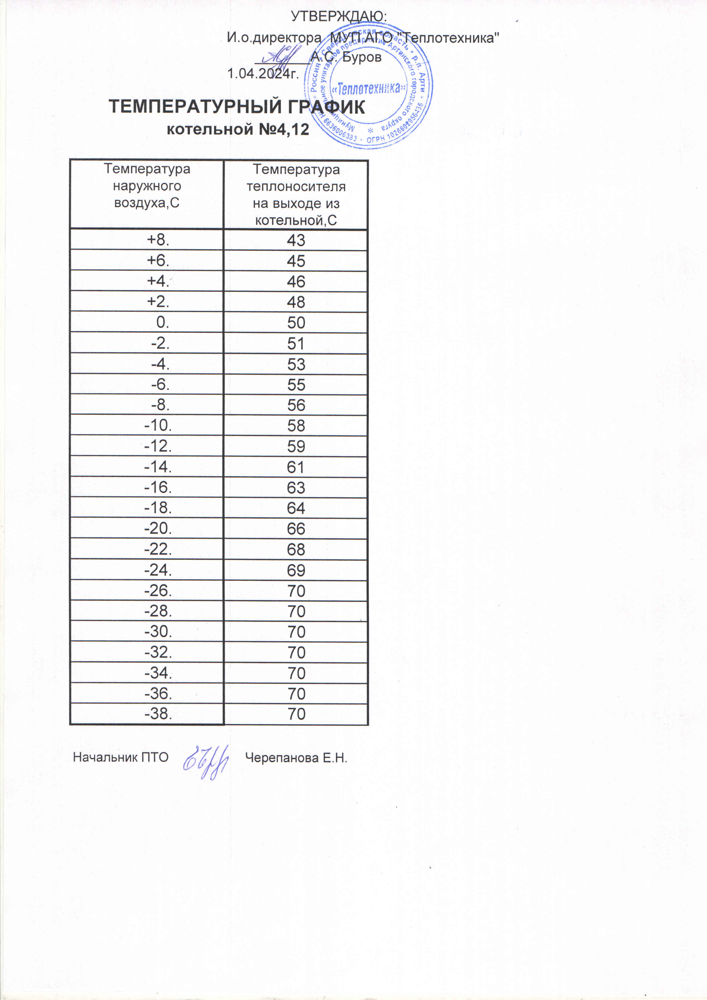 УТВЕРЖДАЮ:
И.о.директора МУП АГО "Теплотехника"
А.С. Буров
1.04.2024г.
Россия * Свердловская область * р.п. Арти * ИНН 6636006383 * ОГРН 1026602056436
Муниципальное унитарное предприятие Артинского городского округа *
«Теплотехника»
ТЕМПЕРАТУРНЫЙ ГРАФИК
котельной №4,12
Температура наружного воздуха,С Температура теплоносителя на выходе из котельной,С
+8. 43
+6. 45
+4. 46
+2. 48
0. 50
-2. 51
-4. 53
-6. 55
-8. 56
-10. 58
-12. 59
-14. 61
-16. 63
-18. 64
-20. 66
-22. 68
-24. 69
-26. 70
-28. 70
-30. 70
-32. 70
-34. 70
-36. 70
-38. 70
Начальник ПТО Черепанова Е.Н.